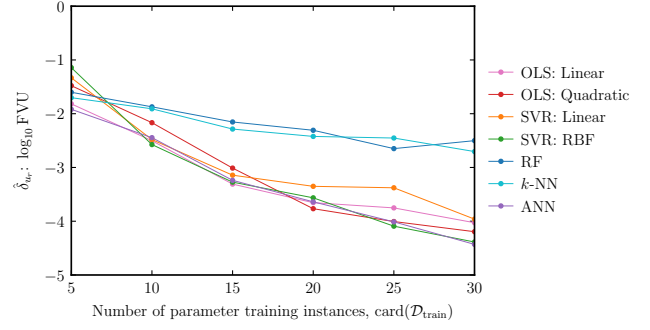 −1
−2
−3
−4
−5
5
10
15
20
25
30
δ̂_{u_r}: log₁₀ FVU
Number of parameter training instances, card(𝒟_train)
OLS: Linear
OLS: Quadratic
SVR: Linear
SVR: RBF
RF
k-NN
ANN